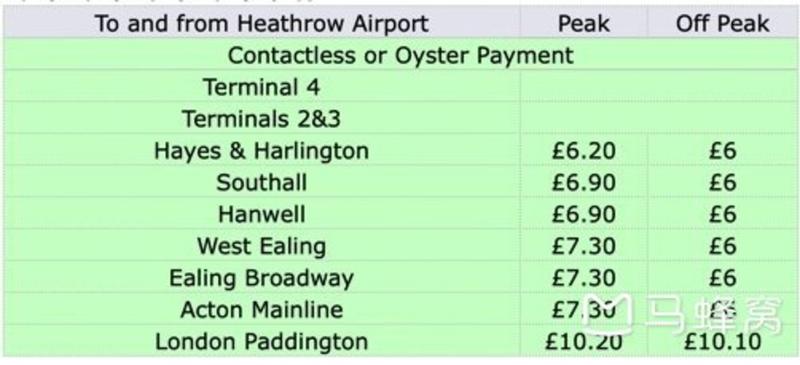 To and from Heathrow Airport Peak Off Peak
Contactless or Oyster Payment
Terminal 4
Terminals 2&3
Hayes & Harlington £6.20 £6
Southall £6.90 £6
Hanwell £6.90 £6
West Ealing £7.30 £6
Ealing Broadway £7.30 £6
Acton Mainline £7.30 £6
马蜂窝
London Paddington £10.20 £10.10